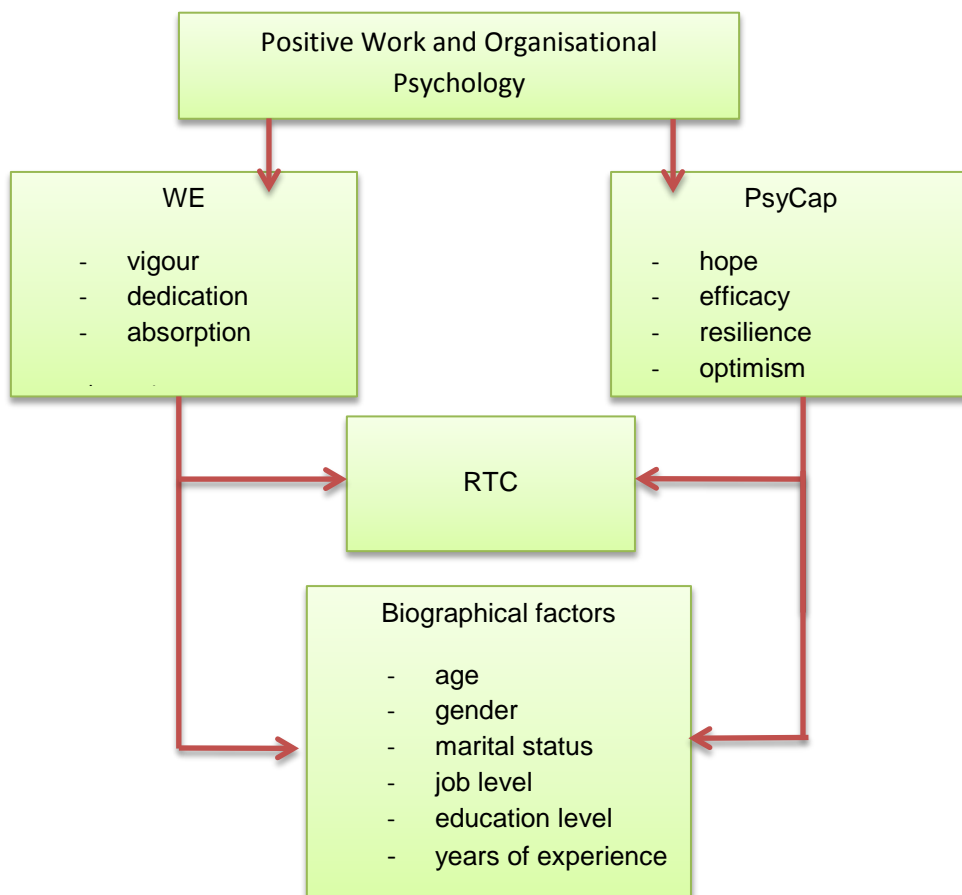 Positive Work and Organisational
Psychology
WE
- vigour
- dedication
- absorption
PsyCap
- hope
- efficacy
- resilience
- optimism
RTC
Biographical factors
- age
- gender
- marital status
- job level
- education level
- years of experience